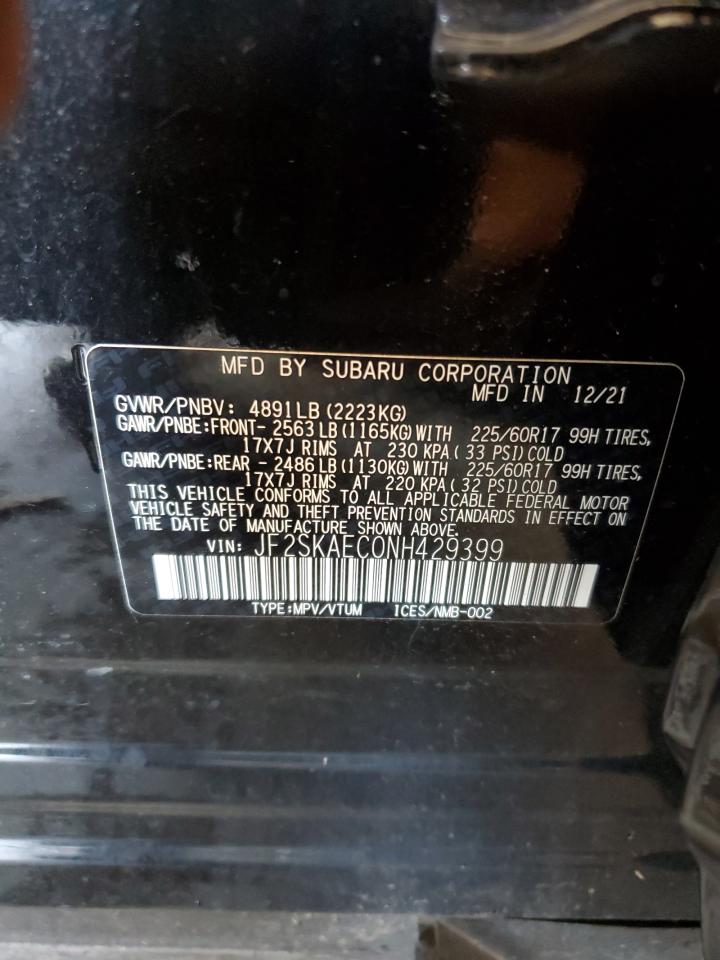 MFD BY SUBARU CORPORATION
MFD IN 12/21
GVWR/PNBV: 4891LB(2223KG)
GAWR/PNBE:FRONT- 2563LB(1165KG)WITH 225/60R17 99H TIRES,
17X7J RIMS AT 230 KPA(33 PSI)COLD
GAWR/PNBE:REAR - 2486LB(1130KG)WITH 225/60R17 99H TIRES,
17X7J RIMS AT 220 KPA(32 PSI)COLD
THIS VEHICLE CONFORMS TO ALL APPLICABLE FEDERAL MOTOR
VEHICLE SAFETY AND THEFT PREVENTION STANDARDS IN EFFECT ON
THE DATE OF MANUFACTURE SHOWN ABOVE.
VIN: JF2SKAEC0NH429399
TYPE:MPV/VTUM ICES/NMB-002